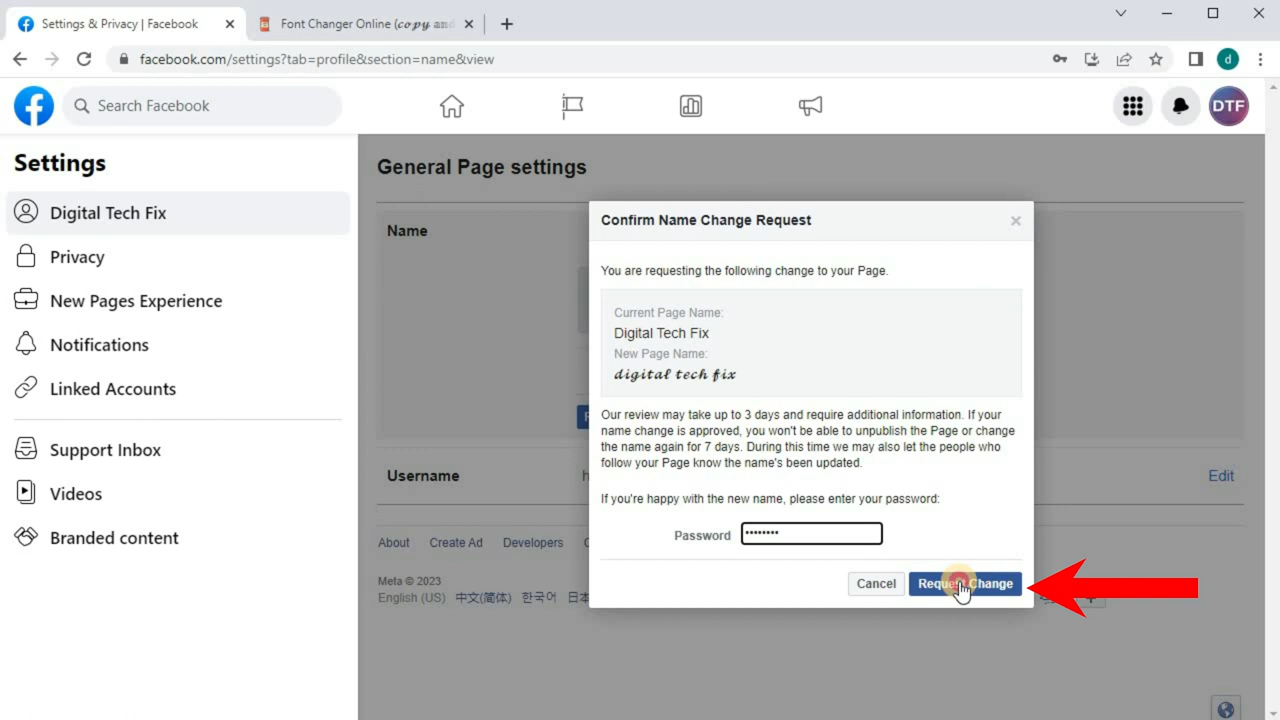 Settings & Privacy | Facebook
Font Changer Online (𝓬𝓸𝓹𝔂 𝓪𝓷𝓭
facebook.com/settings?tab=profile&section=name&view
d
Search Facebook
DTF
Settings
Digital Tech Fix
Privacy
New Pages Experience
Notifications
Linked Accounts
Support Inbox
Videos
Branded content
General Page settings
Name
Confirm Name Change Request
You are requesting the following change to your Page.
Current Page Name:
Digital Tech Fix
New Page Name:
𝓭𝓲𝓰𝓲𝓽𝓪𝓵 𝓽𝓮𝓬𝓱 𝓯𝓲𝔁
Our review may take up to 3 days and require additional information. If your
name change is approved, you won't be able to unpublish the Page or change
the name again for 7 days. During this time we may also let the people who
follow your Page know the name's been updated.
If you're happy with the new name, please enter your password:
Password ••••••••
Cancel Request Change
Username Edit
About Create Ad Developers
Meta © 2023
English (US) 中文(简体) 한국어 日本